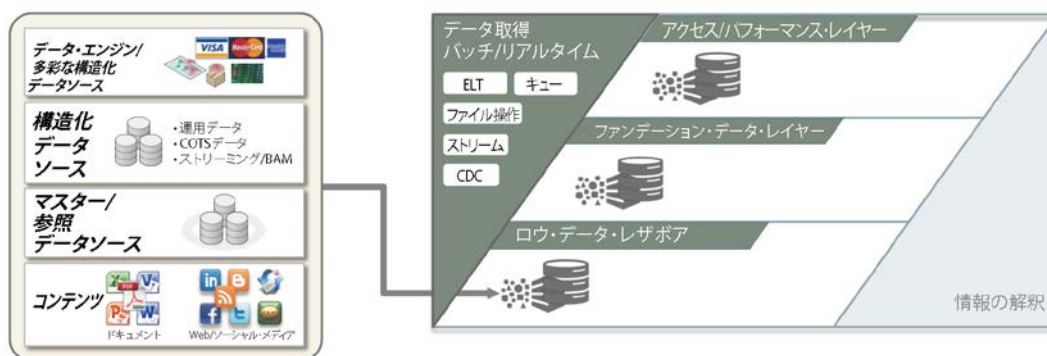 データ・エンジン/
多彩な構造化
データソース
VISA
MasterCard
構造化
データ
ソース
・運用データ
・COTSデータ
・ストリーミング/BAM
マスター/
参照
データソース
コンテンツ
PDF
ドキュメント
Web/ソーシャル・メディア
データ取得
バッチ/リアルタイム
ELT
キュー
ファイル操作
ストリーム
CDC
アクセス/パフォーマンス・レイヤー
ファンデーション・データ・レイヤー
ロウ・データ・レザボア
情報の解釈